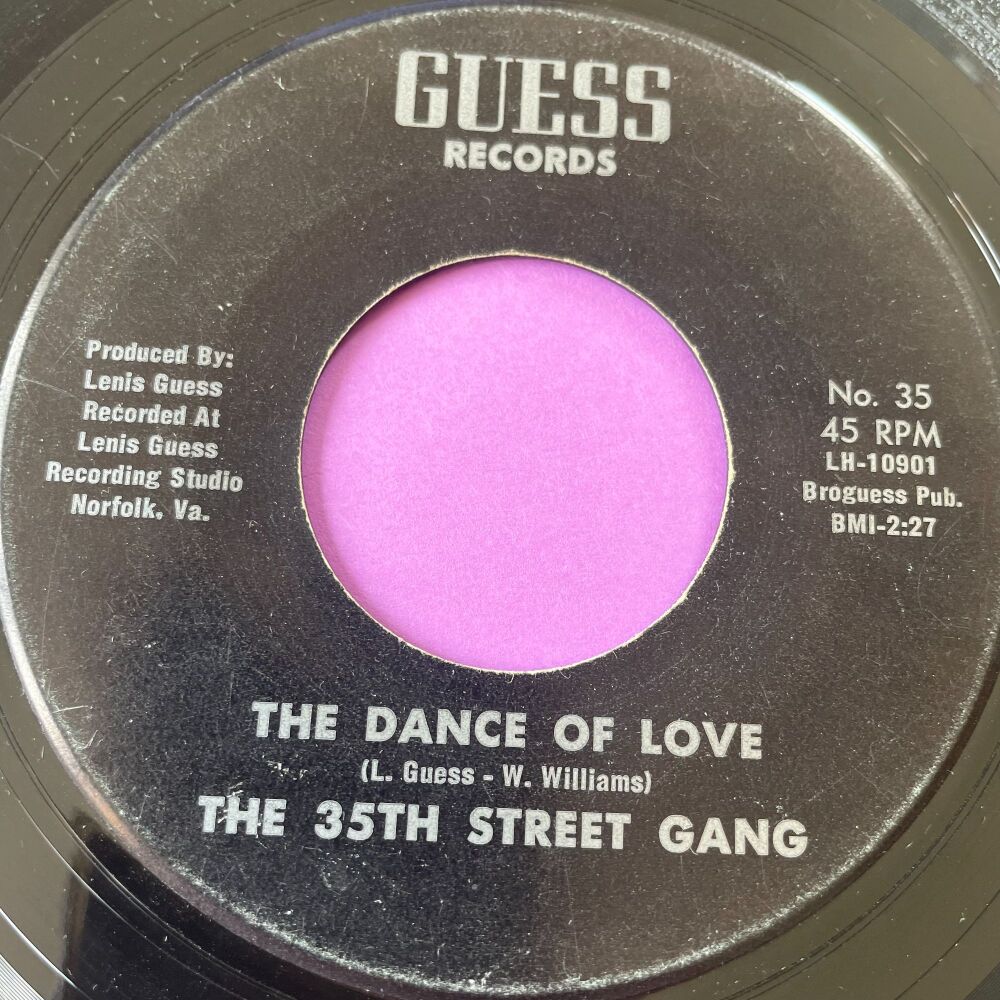 GUESS
RECORDS
Produced By:
Lenis Guess
Recorded At
Lenis Guess
Recording Studio
Norfolk, Va.
No. 35
45 RPM
LH-10901
Broguess Pub.
BMI-2:27
THE DANCE OF LOVE
(L. Guess - W. Williams)
THE 35TH STREET GANG